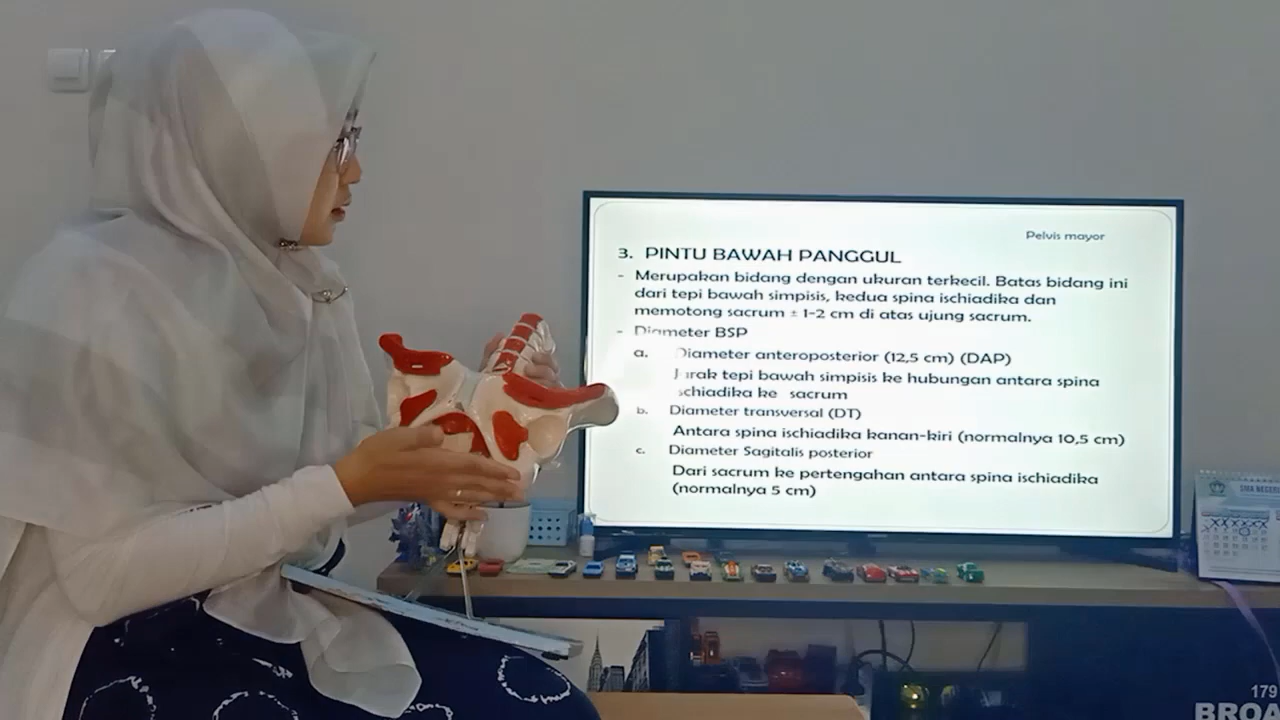 Pelvis mayor
3. PINTU BAWAH PANGGUL
- Merupakan bidang dengan ukuran terkecil. Batas bidang ini
dari tepi bawah simpisis, kedua spina ischiadika dan
memotong sacrum ± 1-2 cm di atas ujung sacrum.
- Diameter BSP
a. Diameter anteroposterior (12,5 cm) (DAP)
Jarak tepi bawah simpisis ke hubungan antara spina
schiadika ke sacrum
b. Diameter transversal (DT)
Antara spina ischiadika kanan-kiri (normalnya 10,5 cm)
c. Diameter Sagitalis posterior
Dari sacrum ke pertengahan antara spina ischiadika
(normalnya 5 cm)
SMA NEGERI
179
BROA